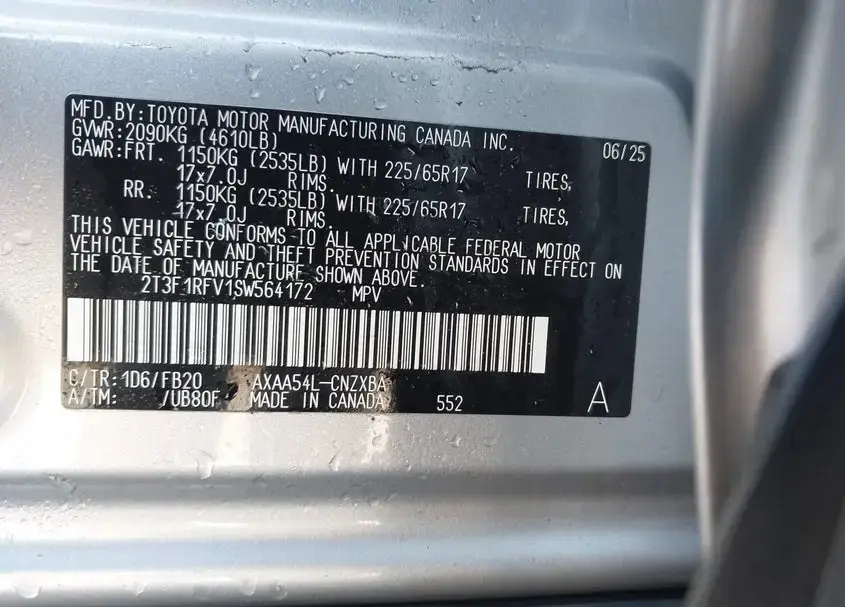 MFD.BY:TOYOTA MOTOR MANUFACTURING CANADA INC. 06/25
GVWR:2090KG (4610LB)
GAWR:FRT. 1150KG (2535LB) WITH 225/65R17 TIRES,
17x7.0J RIMS.
RR. 1150KG (2535LB) WITH 225/65R17 TIRES,
17x7.0J RIMS.
THIS VEHICLE CONFORMS TO ALL APPLICABLE FEDERAL MOTOR
VEHICLE SAFETY AND THEFT PREVENTION STANDARDS IN EFFECT ON
THE DATE OF MANUFACTURE SHOWN ABOVE.
2T3F1RFV1SW564172 MPV
C/TR:1D6/FB20 AXAA54L-CNZXBA
A/TM: /UB80F MADE IN CANADA 552 A